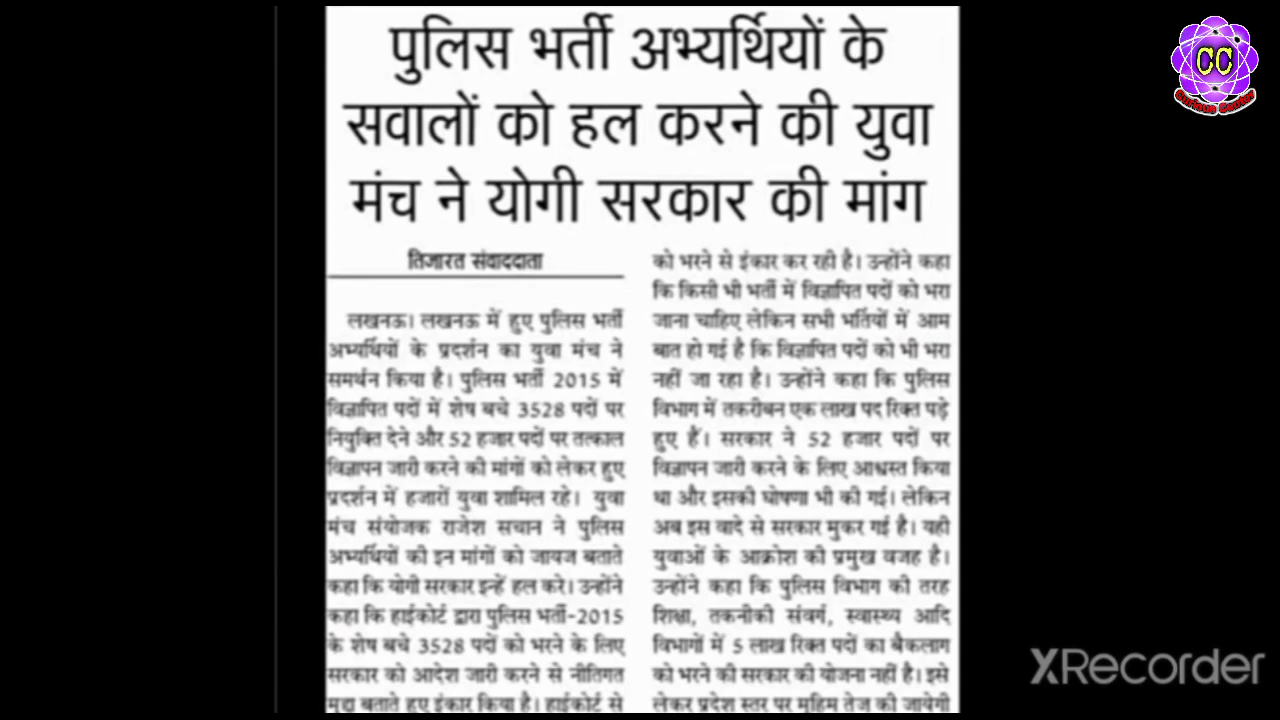 पुलिस भर्ती अभ्यर्थियों के
सवालों को हल करने की युवा
मंच ने योगी सरकार की मांग
तिजारत संवाददाता
लखनऊ। लखनऊ में हुए पुलिस भर्ती
अभ्यर्थियों के प्रदर्शन का युवा मंच ने
समर्थन किया है। पुलिस भर्ती 2015 में
विज्ञापित पदों में शेष बचे 3528 पदों पर
नियुक्ति देने और 52 हजार पदों पर तत्काल
विज्ञापन जारी करने की मांगों को लेकर हुए
प्रदर्शन में हजारों युवा शामिल रहे। युवा
मंच संयोजक राजेश सचान ने पुलिस
अभ्यर्थियों की इन मांगों को जायज बताते
कहा कि योगी सरकार इन्हें हल करे। उन्होंने
कहा कि हाईकोर्ट द्वारा पुलिस भर्ती-2015
के शेष बचे 3528 पदों को भरने के लिए
सरकार को आदेश जारी करने से नीतिगत
मुद्दा बताते हुए इंकार किया है। हाईकोर्ट से
को भरने से इंकार कर रही है। उन्होंने कहा
कि किसी भी भर्ती में विज्ञापित पदों को भरा
जाना चाहिए लेकिन सभी भर्तियों में आम
बात हो गई है कि विज्ञापित पदों को भी भरा
नहीं जा रहा है। उन्होंने कहा कि पुलिस
विभाग में तकरीबन एक लाख पद रिक्त पड़े
हुए हैं। सरकार ने 52 हजार पदों पर
विज्ञापन जारी करने के लिए आश्वस्त किया
था और इसकी घोषणा भी की गई। लेकिन
अब इस वादे से सरकार मुकर गई है। यही
युवाओं के आक्रोश की प्रमुख वजह है।
उन्होंने कहा कि पुलिस विभाग की तरह
शिक्षा, तकनीकी संवर्ग, स्वास्थ्य आदि
विभागों में 5 लाख रिक्त पदों का बैकलाग
को भरने की सरकार की योजना नहीं है। इसे
लेकर प्रदेश स्तर पर मुहिम तेज की जायेगी
CC
Curious Center
XRecorder